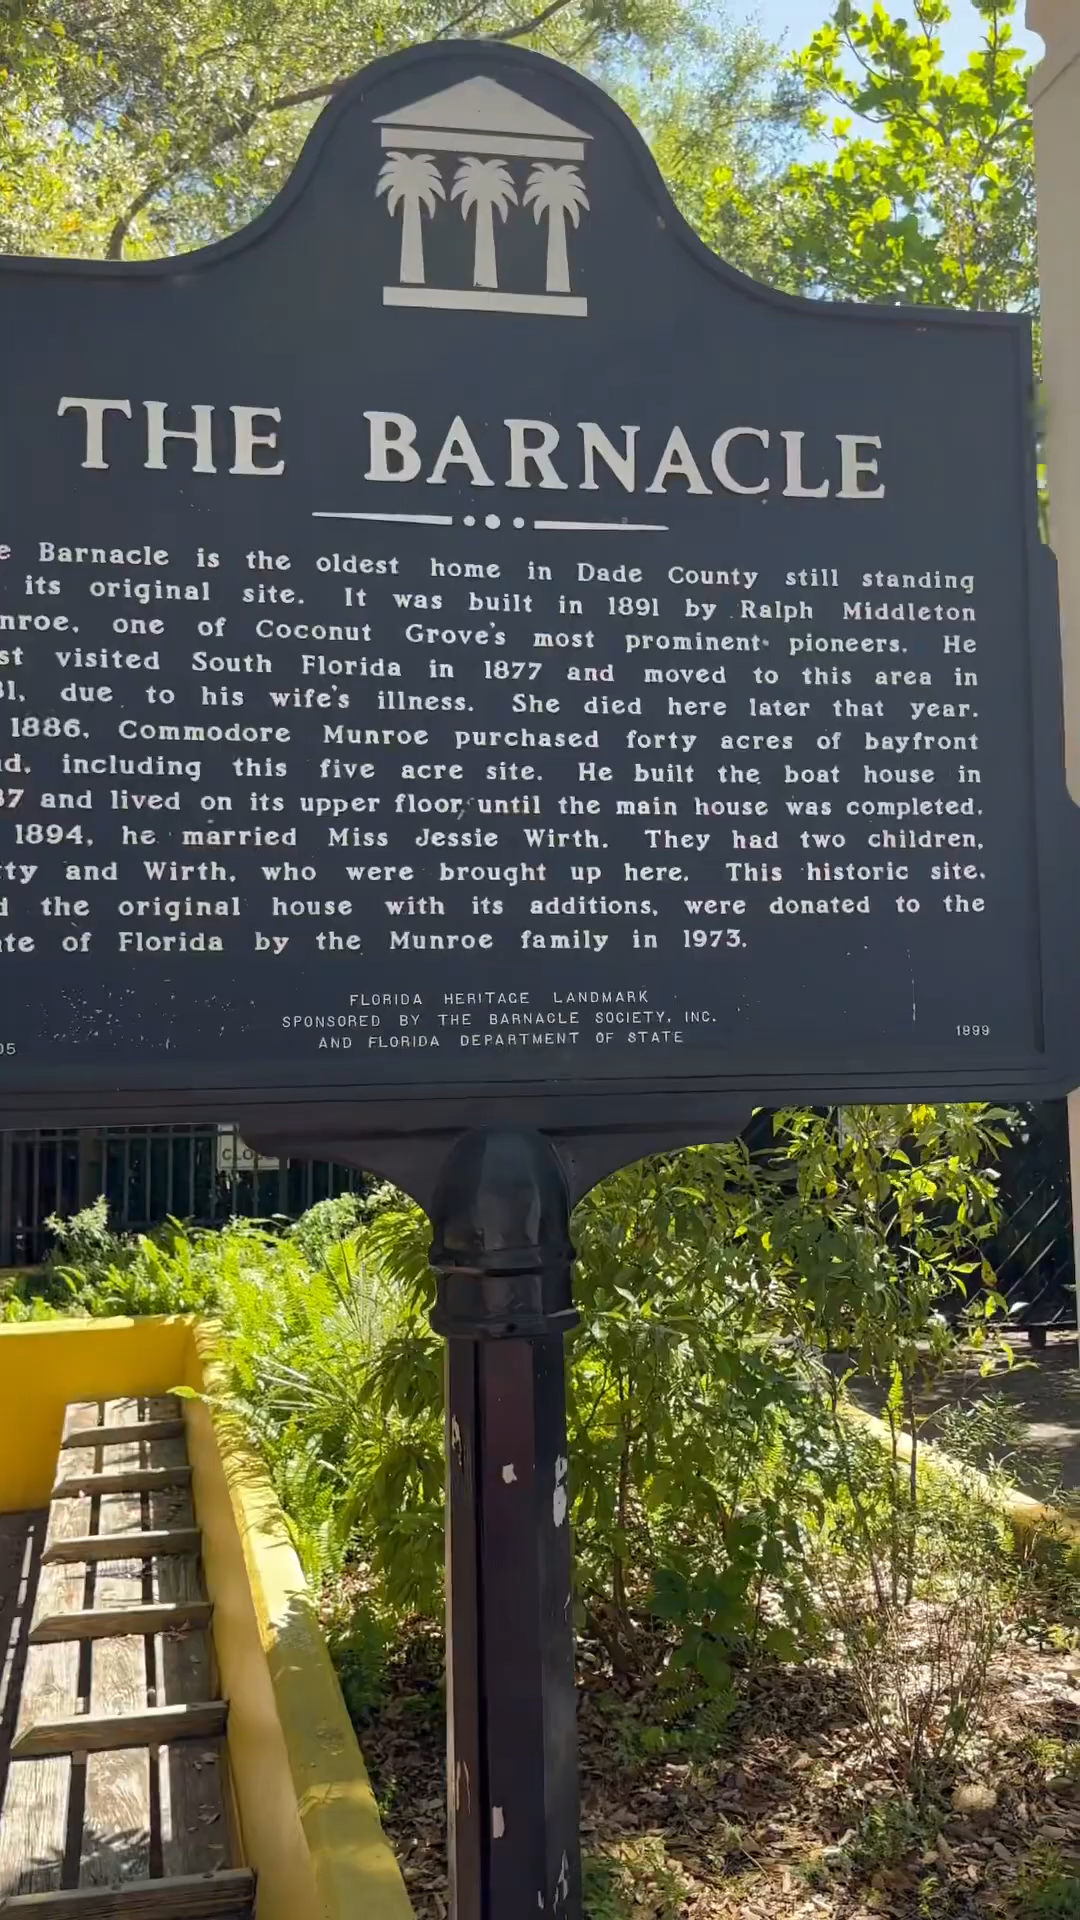 THE BARNACLE
e Barnacle is the oldest home in Dade County still standing
its original site. It was built in 1891 by Ralph Middleton
nroe, one of Coconut Grove's most prominent pioneers. He
st visited South Florida in 1877 and moved to this area in
31, due to his wife's illness. She died here later that year.
1886, Commodore Munroe purchased forty acres of bayfront
nd, including this five acre site. He built the boat house in
37 and lived on its upper floor, until the main house was completed.
1894, he married Miss Jessie Wirth. They had two children,
tty and Wirth, who were brought up here. This historic site,
d the original house with its additions, were donated to the
ate of Florida by the Munroe family in 1973.
FLORIDA HERITAGE LANDMARK
SPONSORED BY THE BARNACLE SOCIETY, INC.
AND FLORIDA DEPARTMENT OF STATE
05
1999